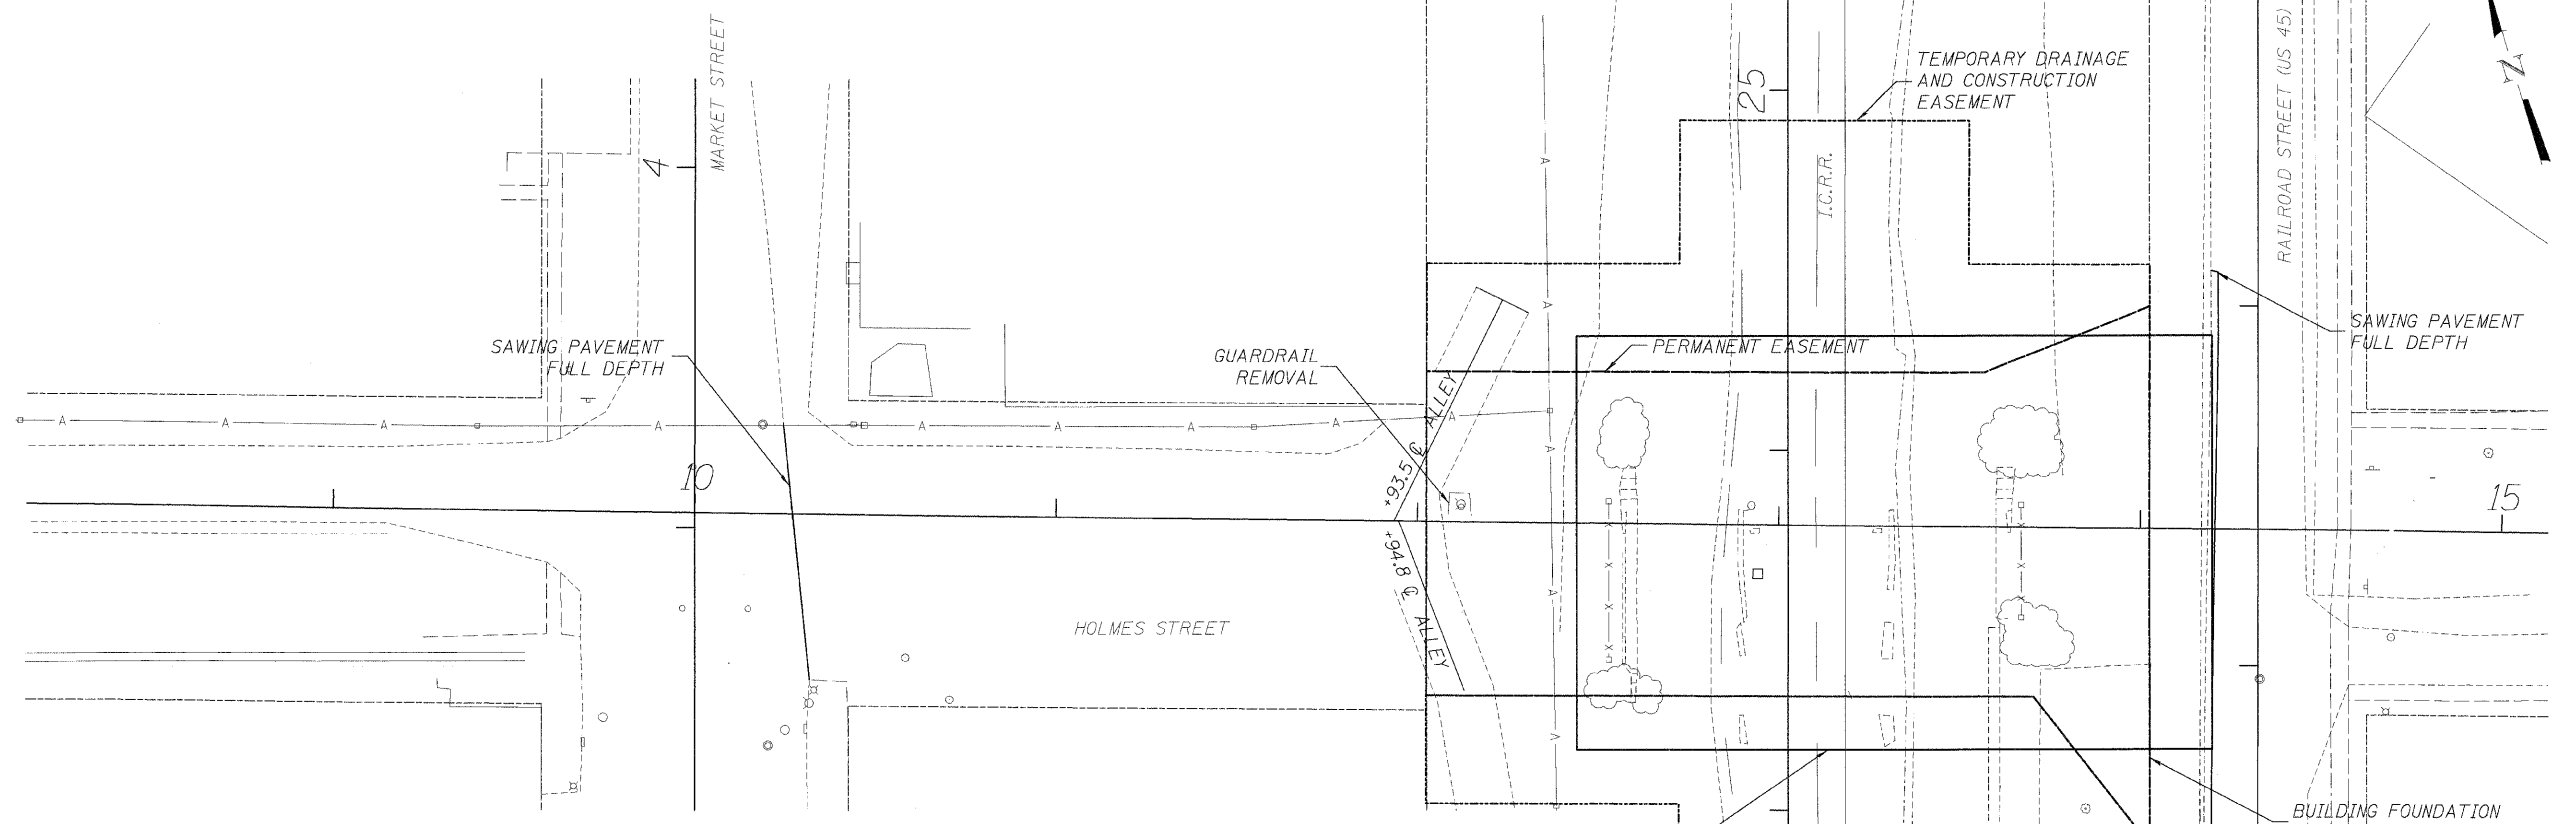 MARKET STREET
4
SAWING PAVEMENT
FULL DEPTH
A
A
A
A
A
A
A
A
A
10
HOLMES STREET
GUARDRAIL
REMOVAL
+93.5 ℄ ALLEY
+94.8 ℄ ALLEY
A
A
A
A
A
25
I.C.R.R.
TEMPORARY DRAINAGE
AND CONSTRUCTION
EASEMENT
PERMANENT EASEMENT
X
X
X
X
X
X
RAILROAD STREET (US 45)
N
SAWING PAVEMENT
FULL DEPTH
15
BUILDING FOUNDATION